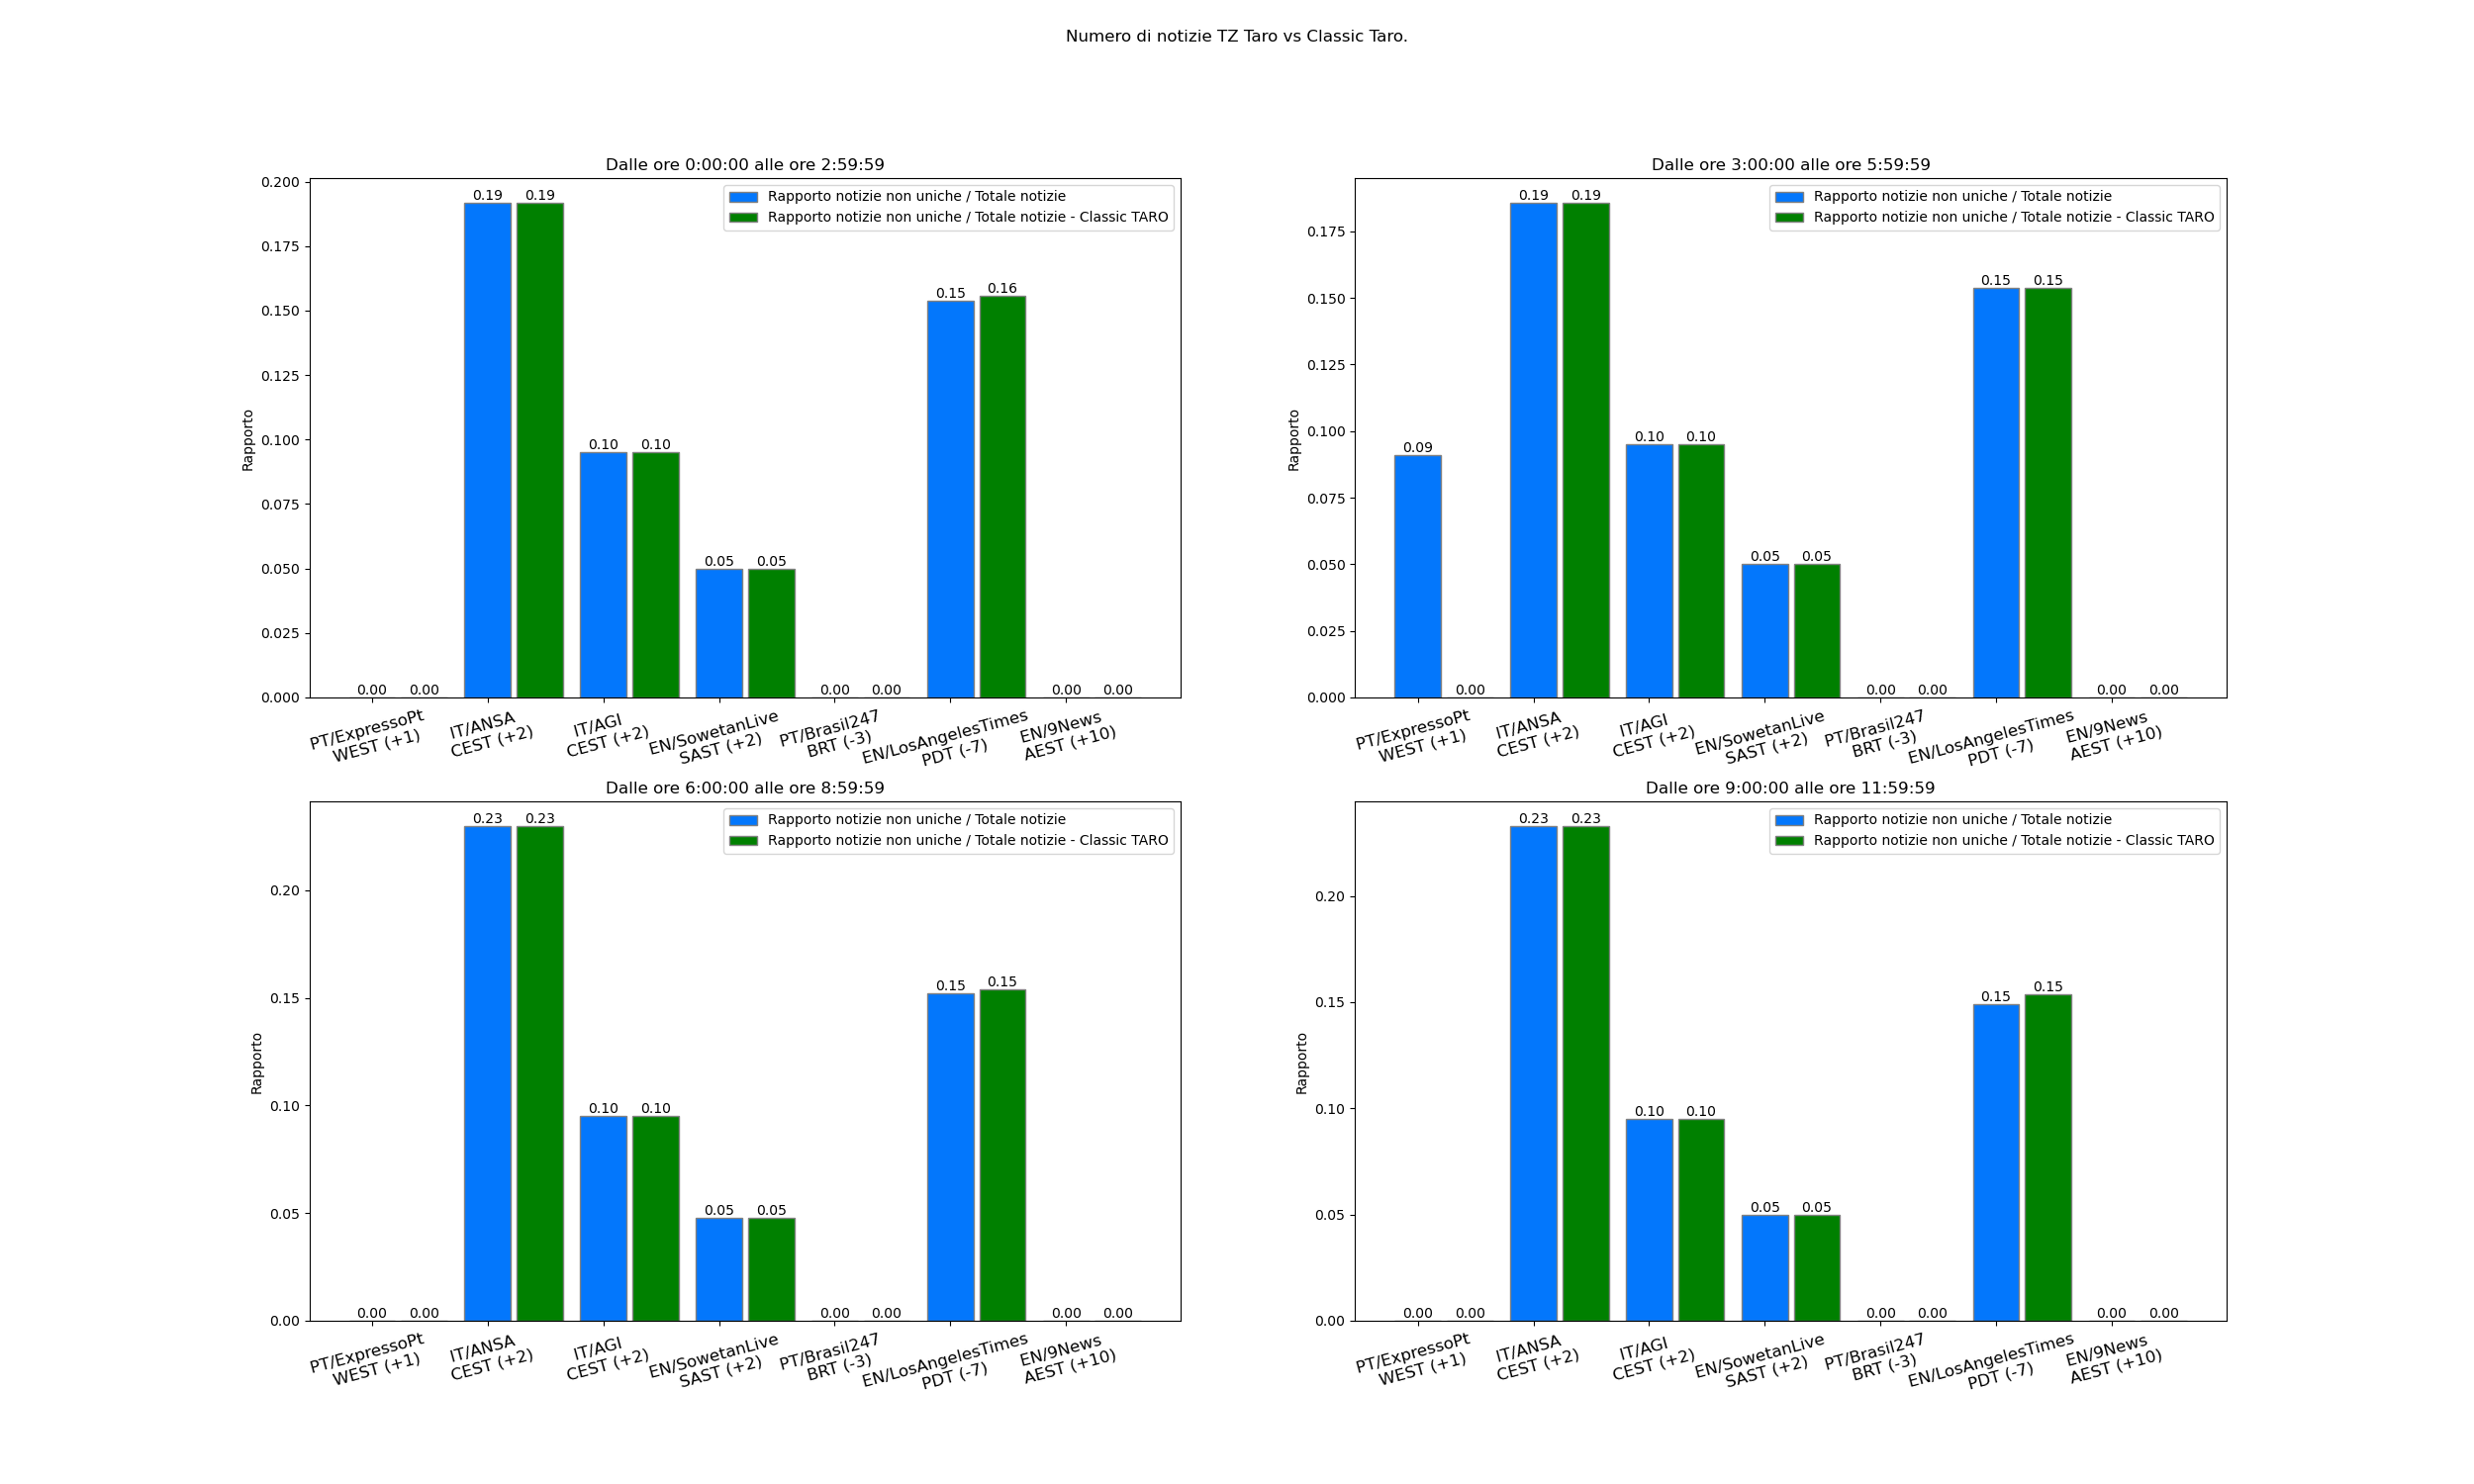 Numero di notizie TZ Taro vs Classic Taro.
Dalle ore 0:00:00 alle ore 2:59:59
Rapporto notizie non uniche / Totale notizie
Rapporto notizie non uniche / Totale notizie - Classic TARO
Rapporto
0.200
0.175
0.150
0.125
0.100
0.075
0.050
0.025
0.000
0.00 0.00 0.19 0.19 0.10 0.10 0.05 0.05 0.00 0.00 0.15 0.16 0.00 0.00
PT/ExpressoPt
WEST (+1)
IT/ANSA
CEST (+2)
IT/AGI
CEST (+2)
EN/SowetanLive
SAST (+2)
PT/Brasil247
BRT (-3)
EN/LosAngelesTimes
PDT (-7)
EN/9News
AEST (+10)
Dalle ore 3:00:00 alle ore 5:59:59
Rapporto notizie non uniche / Totale notizie
Rapporto notizie non uniche / Totale notizie - Classic TARO
Rapporto
0.175
0.150
0.125
0.100
0.075
0.050
0.025
0.000
0.09 0.00 0.19 0.19 0.10 0.10 0.05 0.05 0.00 0.00 0.15 0.15 0.00 0.00
PT/ExpressoPt
WEST (+1)
IT/ANSA
CEST (+2)
IT/AGI
CEST (+2)
EN/SowetanLive
SAST (+2)
PT/Brasil247
BRT (-3)
EN/LosAngelesTimes
PDT (-7)
EN/9News
AEST (+10)
Dalle ore 6:00:00 alle ore 8:59:59
Rapporto notizie non uniche / Totale notizie
Rapporto notizie non uniche / Totale notizie - Classic TARO
Rapporto
0.20
0.15
0.10
0.05
0.00
0.00 0.00 0.23 0.23 0.10 0.10 0.05 0.05 0.00 0.00 0.15 0.15 0.00 0.00
PT/ExpressoPt
WEST (+1)
IT/ANSA
CEST (+2)
IT/AGI
CEST (+2)
EN/SowetanLive
SAST (+2)
PT/Brasil247
BRT (-3)
EN/LosAngelesTimes
PDT (-7)
EN/9News
AEST (+10)
Dalle ore 9:00:00 alle ore 11:59:59
Rapporto notizie non uniche / Totale notizie
Rapporto notizie non uniche / Totale notizie - Classic TARO
Rapporto
0.20
0.15
0.10
0.05
0.00
0.00 0.00 0.23 0.23 0.10 0.10 0.05 0.05 0.00 0.00 0.15 0.15 0.00 0.00
PT/ExpressoPt
WEST (+1)
IT/ANSA
CEST (+2)
IT/AGI
CEST (+2)
EN/SowetanLive
SAST (+2)
PT/Brasil247
BRT (-3)
EN/LosAngelesTimes
PDT (-7)
EN/9News
AEST (+10)